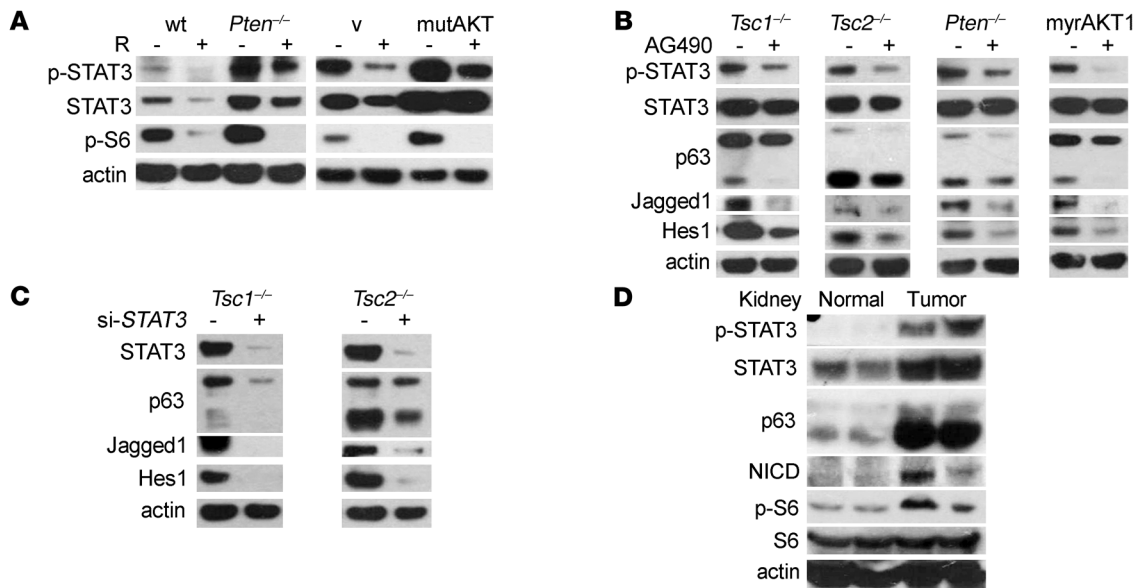 A
wt Pten–/– v mutAKT
R - + - + - + - +
p-STAT3
STAT3
p-S6
actin
B
Tsc1–/– Tsc2–/– Pten–/– myrAKT1
AG490 - + - + - + - +
p-STAT3
STAT3
p63
Jagged1
Hes1
actin
C
Tsc1–/– Tsc2–/–
si-STAT3 - + - +
STAT3
p63
Jagged1
Hes1
actin
D
Kidney Normal Tumor
p-STAT3
STAT3
p63
NICD
p-S6
S6
actin